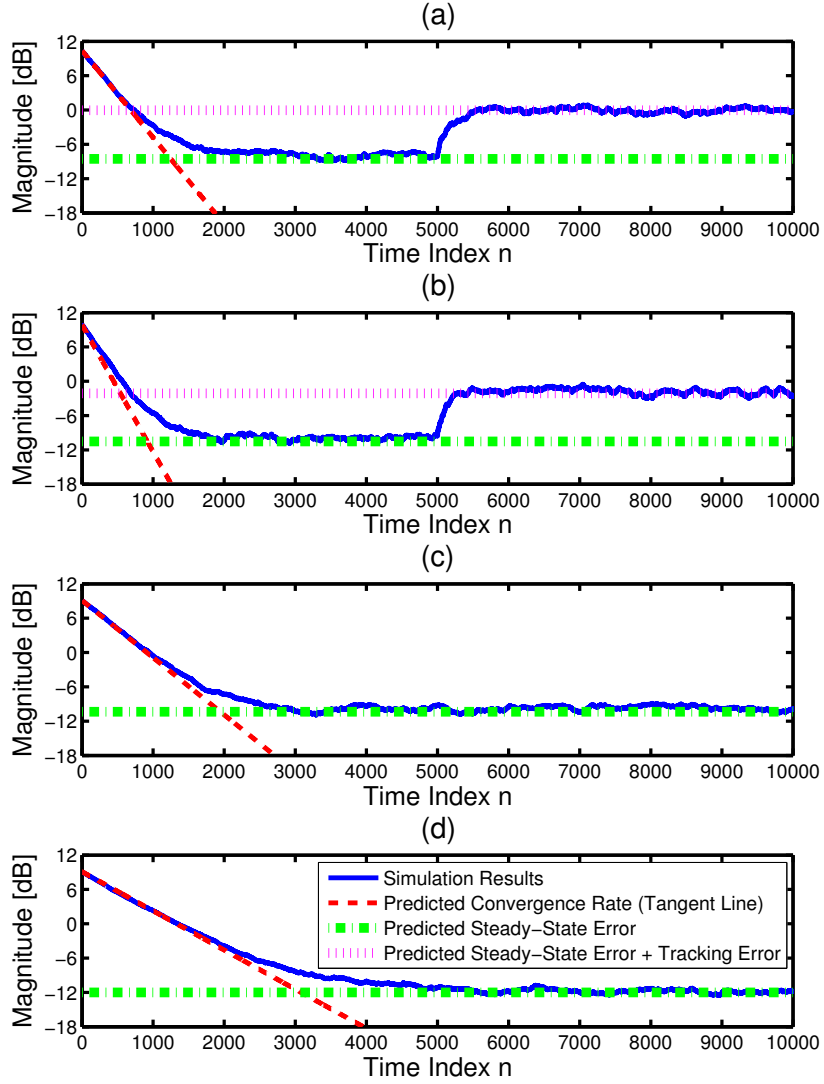 (a)
Magnitude [dB]
12
6
0
−6
−9
−12
−18
0 1000 2000 3000 4000 5000 6000 7000 8000 9000 10000
Time Index n
(b)
Magnitude [dB]
12
6
0
−6
−12
−18
0 1000 2000 3000 4000 5000 6000 7000 8000 9000 10000
Time Index n
(c)
Magnitude [dB]
12
6
0
−6
−12
−18
0 1000 2000 3000 4000 5000 6000 7000 8000 9000 10000
Time Index n
(d)
Magnitude [dB]
12
6
0
−6
−12
−18
Simulation Results
Predicted Convergence Rate (Tangent Line)
Predicted Steady−State Error
Predicted Steady−State Error + Tracking Error
0 1000 2000 3000 4000 5000 6000 7000 8000 9000 10000
Time Index n